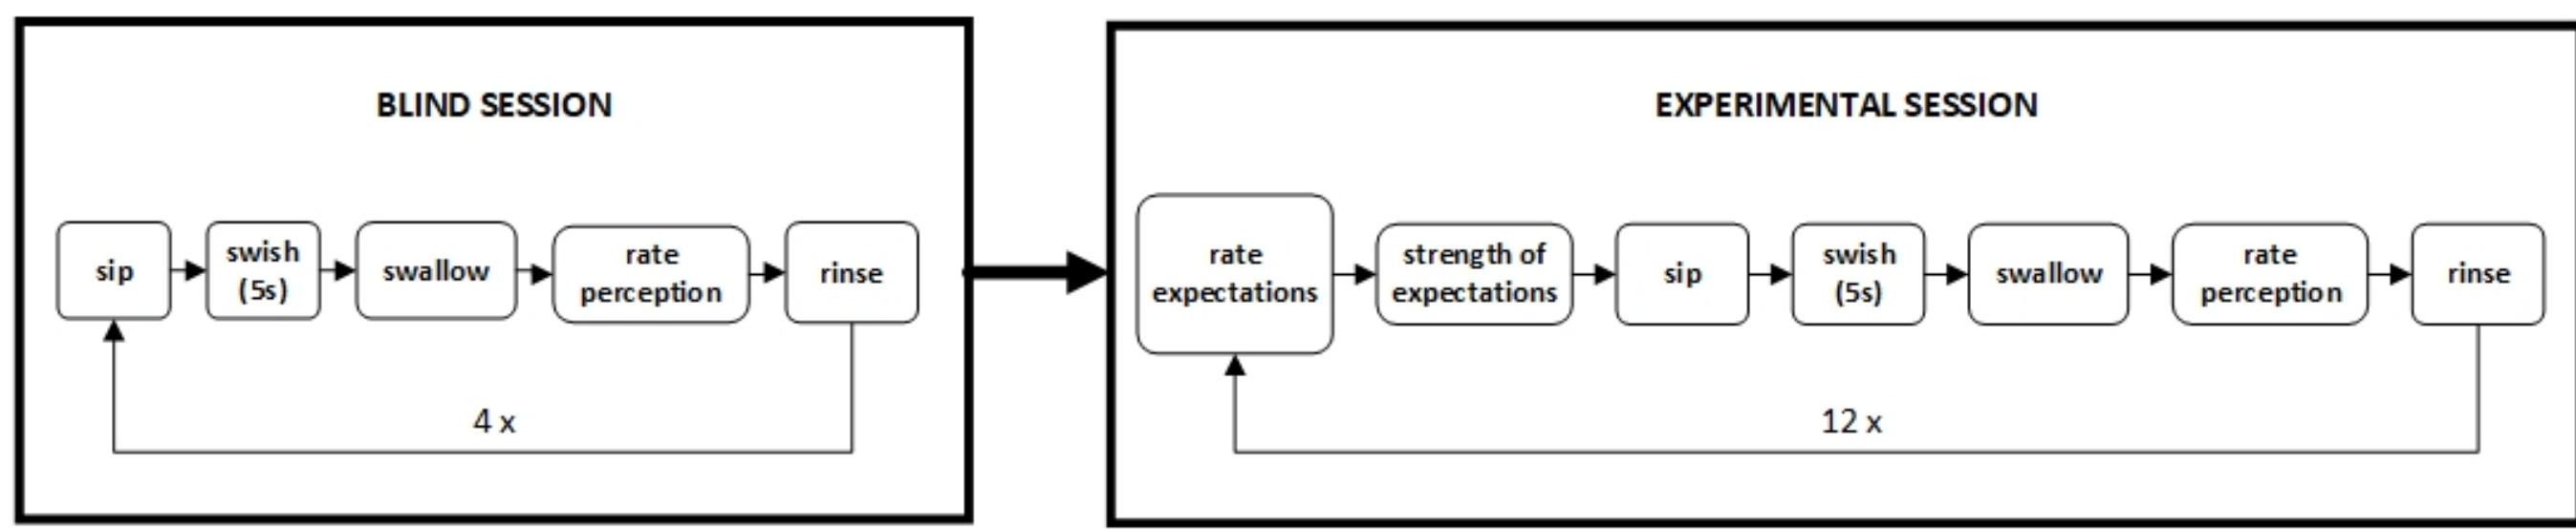 BLIND SESSION
sip
swish
(5s)
swallow
rate
perception
rinse
4 x
EXPERIMENTAL SESSION
rate
expectations
strength of
expectations
sip
swish
(5s)
swallow
rate
perception
rinse
12 x